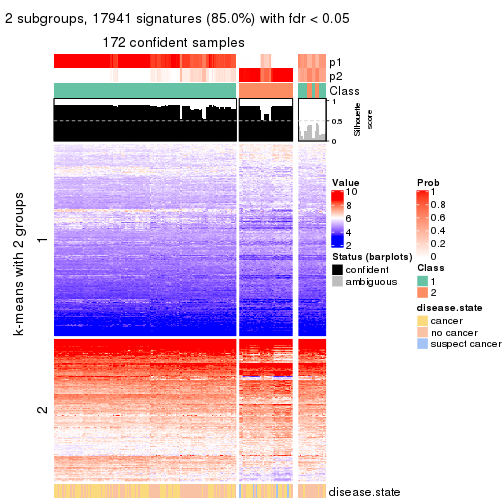 2 subgroups, 17941 signatures (85.0%) with fdr < 0.05
172 confident samples
p1
p2
Class
1
0.5
0
Silhouette
score
k-means with 2 groups
1
2
Value
10
8
6
4
2
Status (barplots)
confident
ambiguous
Prob
1
0.8
0.6
0.4
0.2
0
Class
1
2
disease.state
cancer
no cancer
suspect cancer
disease.state